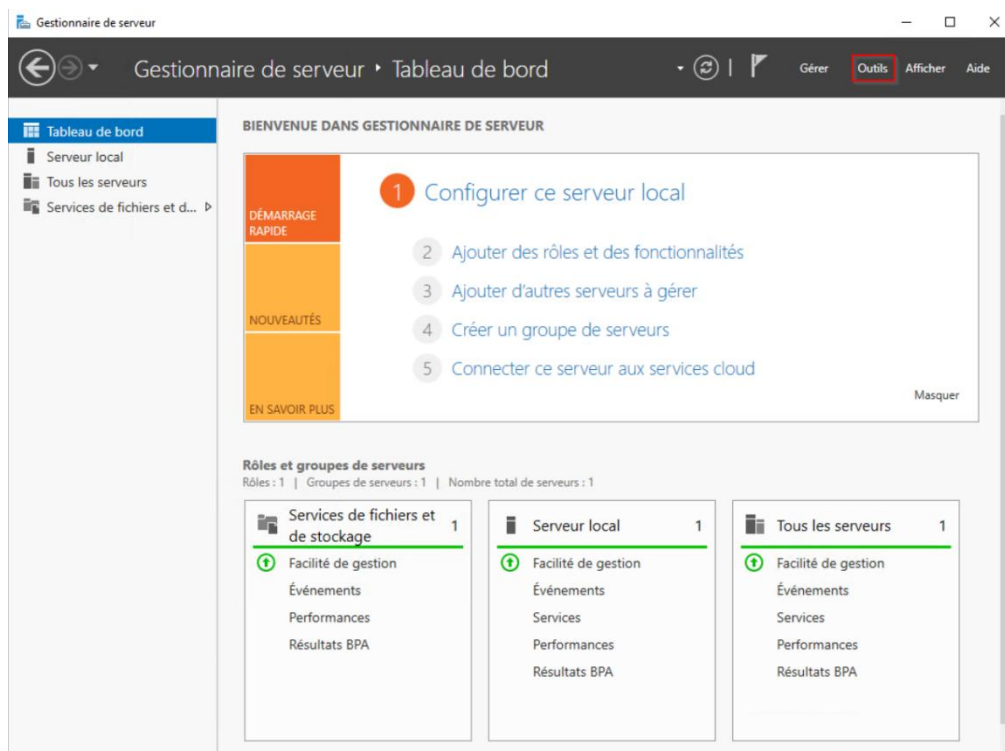 Gestionnaire de serveur
Gestionnaire de serveur ‣ Tableau de bord
Gérer Outils Afficher Aide
Tableau de bord
Serveur local
Tous les serveurs
Services de fichiers et d...
BIENVENUE DANS GESTIONNAIRE DE SERVEUR
DÉMARRAGE
RAPIDE
NOUVEAUTÉS
EN SAVOIR PLUS
1 Configurer ce serveur local
2 Ajouter des rôles et des fonctionnalités
3 Ajouter d'autres serveurs à gérer
4 Créer un groupe de serveurs
5 Connecter ce serveur aux services cloud
Masquer
Rôles et groupes de serveurs
Rôles : 1 | Groupes de serveurs : 1 | Nombre total de serveurs : 1
Services de fichiers et
de stockage 1
Facilité de gestion
Événements
Performances
Résultats BPA
Serveur local 1
Facilité de gestion
Événements
Services
Performances
Résultats BPA
Tous les serveurs 1
Facilité de gestion
Événements
Services
Performances
Résultats BPA